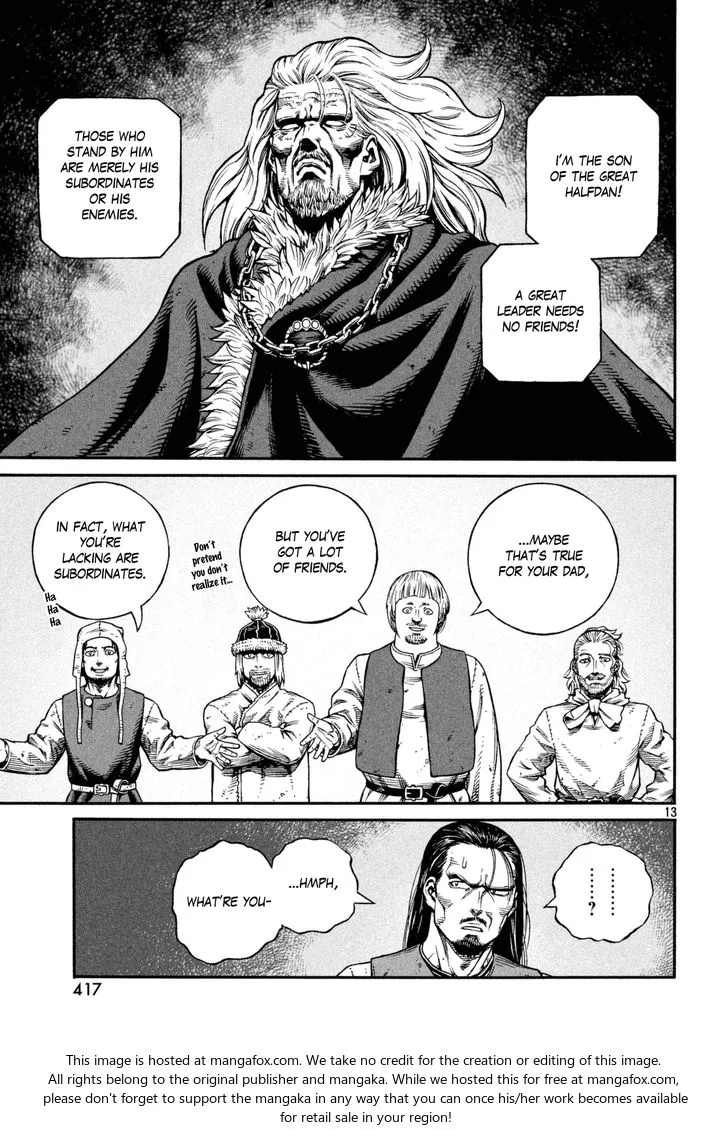 I'M THE SON
OF THE GREAT
HALFDAN!
A GREAT
LEADER NEEDS
NO FRIENDS!
THOSE WHO
STAND BY HIM
ARE MERELY HIS
SUBORDINATES
OR HIS
ENEMIES.
...MAYBE
THAT'S TRUE
FOR YOUR DAD,
BUT YOU'VE
GOT A LOT
OF FRIENDS.
Don't
pretend
you don't
realize it...
IN FACT, WHAT
YOU'RE
LACKING ARE
SUBORDINATES.
Ha
Ha
Ha
13
......?
...HMPH,
WHAT'RE YOU-
417
This image is hosted at mangafox.com. We take no credit for the creation or editing of this image.
All rights belong to the original publisher and mangaka. While we hosted this for free at mangafox.com,
please don't forget to support the mangaka in any way that you can once his/her work becomes available
for retail sale in your region!